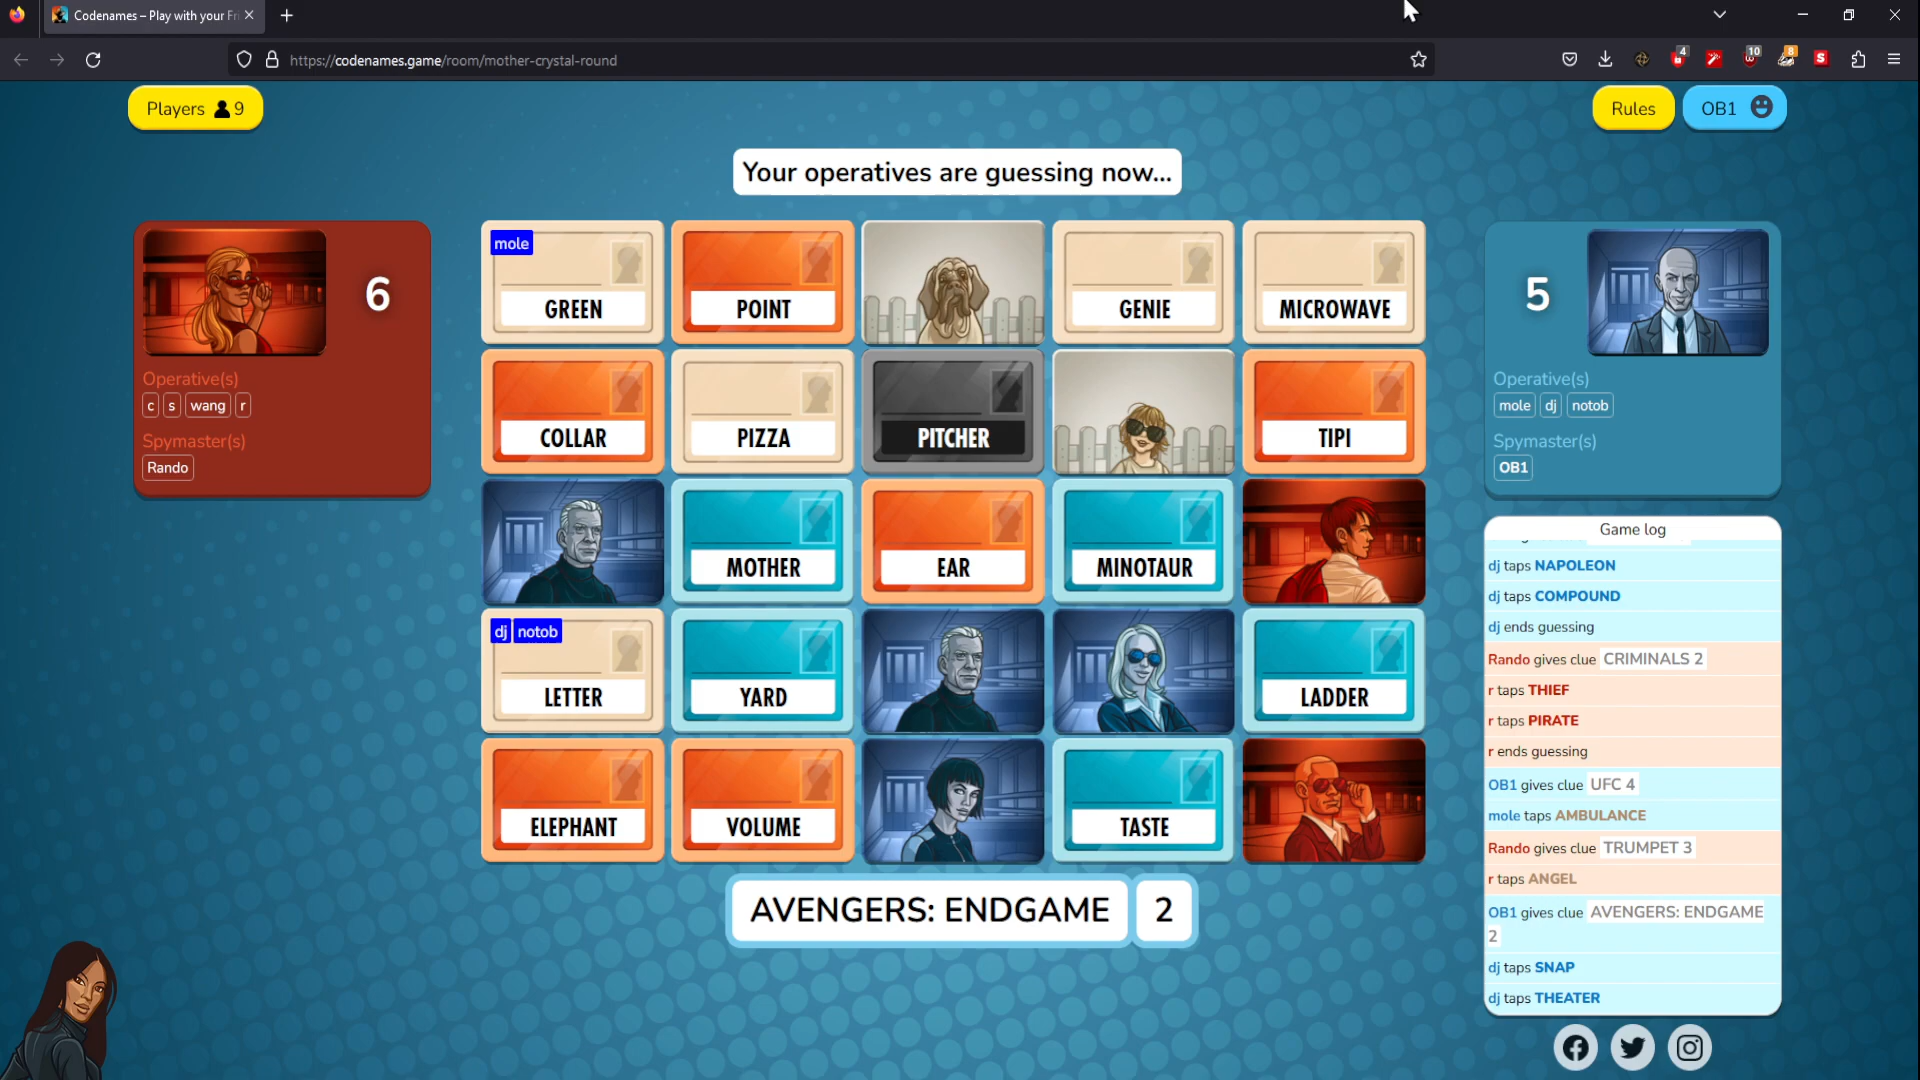 Codenames – Play with your Fr
https://codenames.game/room/mother-crystal-round
4
10
8
S
Players 9
Rules
OB1
Your operatives are guessing now...
6
Operative(s)
c s wang r
Spymaster(s)
Rando
mole
GREEN
POINT
GENIE
MICROWAVE
COLLAR
PIZZA
PITCHER
TIPI
MOTHER
EAR
MINOTAUR
dj notob
LETTER
YARD
LADDER
ELEPHANT
VOLUME
TASTE
AVENGERS: ENDGAME 2
5
Operative(s)
mole dj notob
Spymaster(s)
OB1
Game log
dj taps NAPOLEON
dj taps COMPOUND
dj ends guessing
Rando gives clue CRIMINALS 2
r taps THIEF
r taps PIRATE
r ends guessing
OB1 gives clue UFC 4
mole taps AMBULANCE
Rando gives clue TRUMPET 3
r taps ANGEL
OB1 gives clue AVENGERS: ENDGAME
2
dj taps SNAP
dj taps THEATER